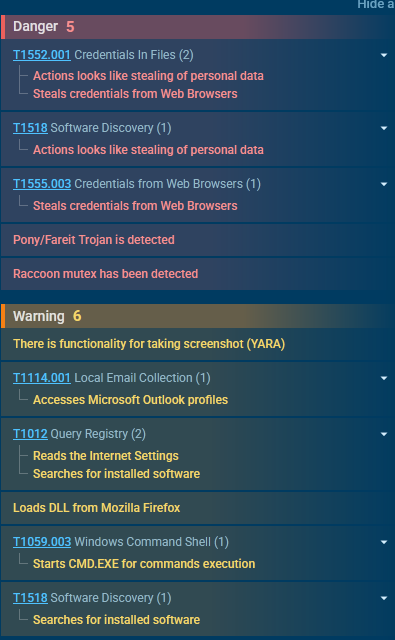 Hide a
Danger 5
T1552.001 Credentials In Files (2)
Actions looks like stealing of personal data
Steals credentials from Web Browsers
T1518 Software Discovery (1)
Actions looks like stealing of personal data
T1555.003 Credentials from Web Browsers (1)
Steals credentials from Web Browsers
Pony/Fareit Trojan is detected
Raccoon mutex has been detected
Warning 6
There is functionality for taking screenshot (YARA)
T1114.001 Local Email Collection (1)
Accesses Microsoft Outlook profiles
T1012 Query Registry (2)
Reads the Internet Settings
Searches for installed software
Loads DLL from Mozilla Firefox
T1059.003 Windows Command Shell (1)
Starts CMD.EXE for commands execution
T1518 Software Discovery (1)
Searches for installed software